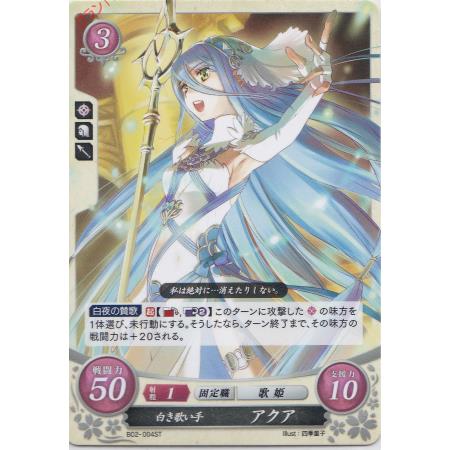 3
私は絶対に…消えたりしない。
白夜の賛歌 起【】このターンに攻撃した の味方を
1体選び、未行動にする。そうしたなら、ターン終了まで、その味方の
戦闘力は+20される。
戦闘力
50
射程 1
固定職
歌姫
支援力
10
白き歌い手 アクア
B02-004ST
Illust:四季童子